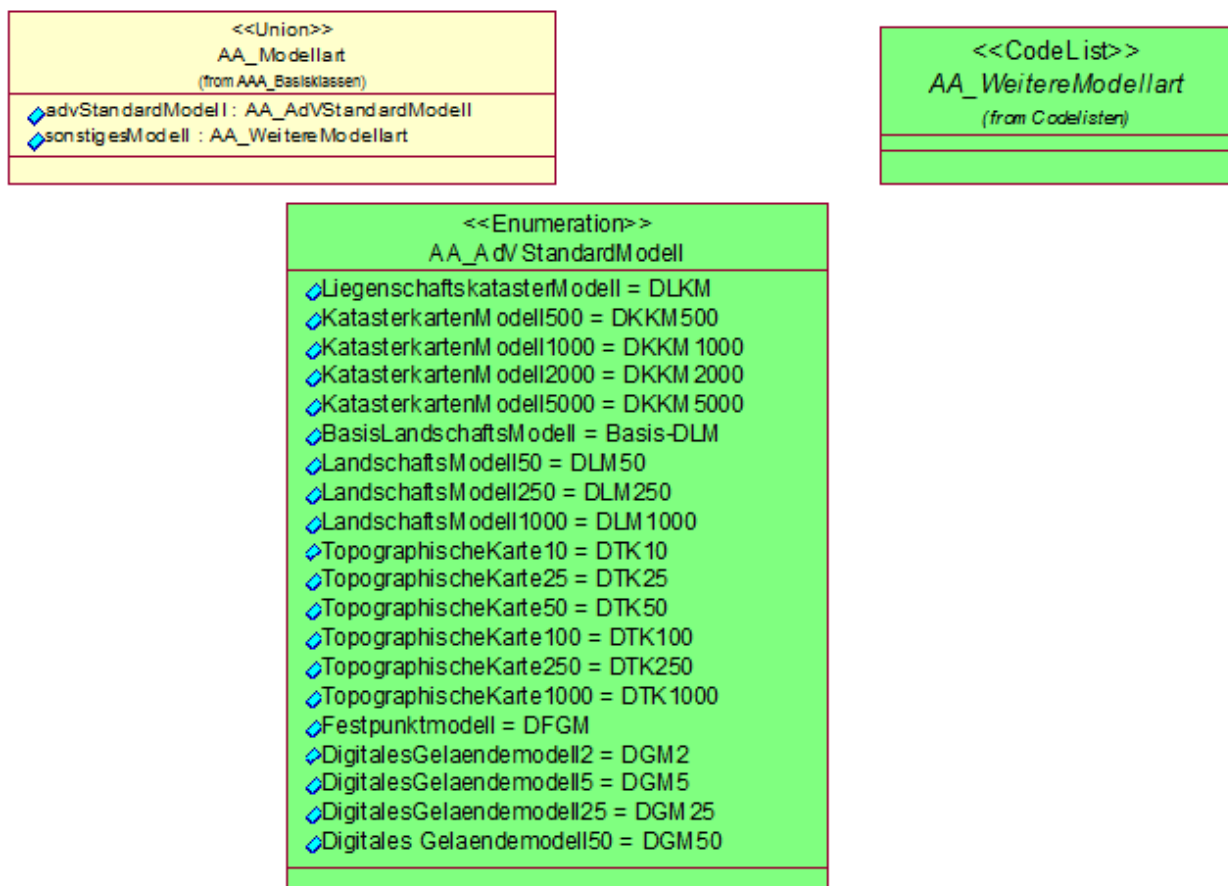 <<Union>>
AA_Modellart
(from AAA_Basisklassen)
advStandardModell : AA_AdVStandardModell
sonstigesModell : AA_WeitereModellart
<<CodeList>>
AA_WeitereModellart
(from Codelisten)
<<Enumeration>>
AA_AdVStandardModell
LiegenschaftskatasterModell = DLKM
KatasterkartenModell500 = DKKM500
KatasterkartenModell1000 = DKKM1000
KatasterkartenModell2000 = DKKM2000
KatasterkartenModell5000 = DKKM5000
BasisLandschaftsModell = Basis-DLM
LandschaftsModell50 = DLM50
LandschaftsModell250 = DLM250
LandschaftsModell1000 = DLM1000
TopographischeKarte10 = DTK10
TopographischeKarte25 = DTK25
TopographischeKarte50 = DTK50
TopographischeKarte100 = DTK100
TopographischeKarte250 = DTK250
TopographischeKarte1000 = DTK1000
Festpunktmodell = DFGM
DigitalesGelaendemodell2 = DGM2
DigitalesGelaendemodell5 = DGM5
DigitalesGelaendemodell25 = DGM25
Digitales Gelaendemodell50 = DGM50